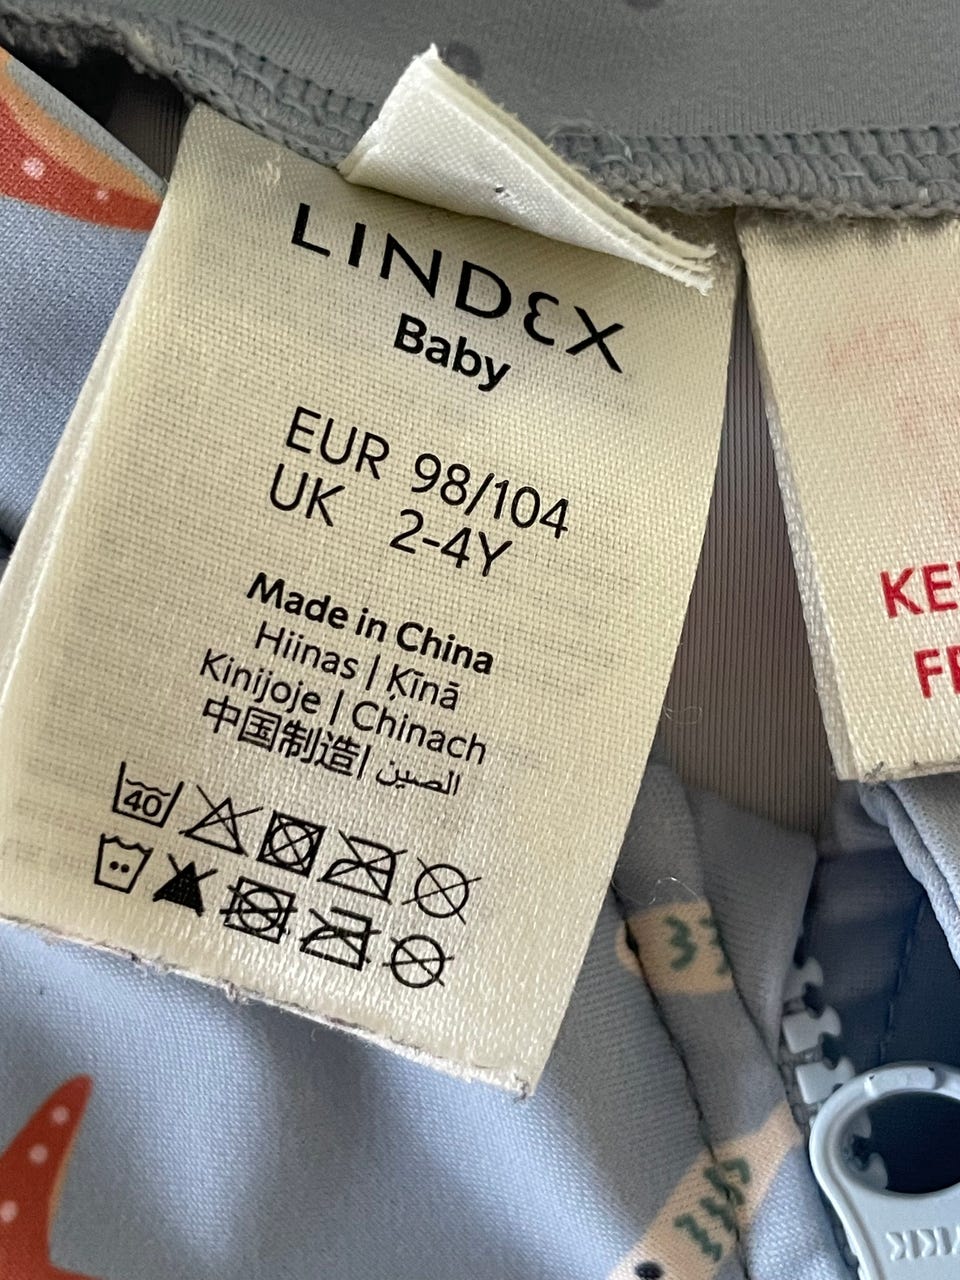 LINDEX
Baby
EUR 98/104
UK 2-4Y
Made in China
Hiinas | Ķīnā
Kinijoje | Chinach
中国制造| الصين
40